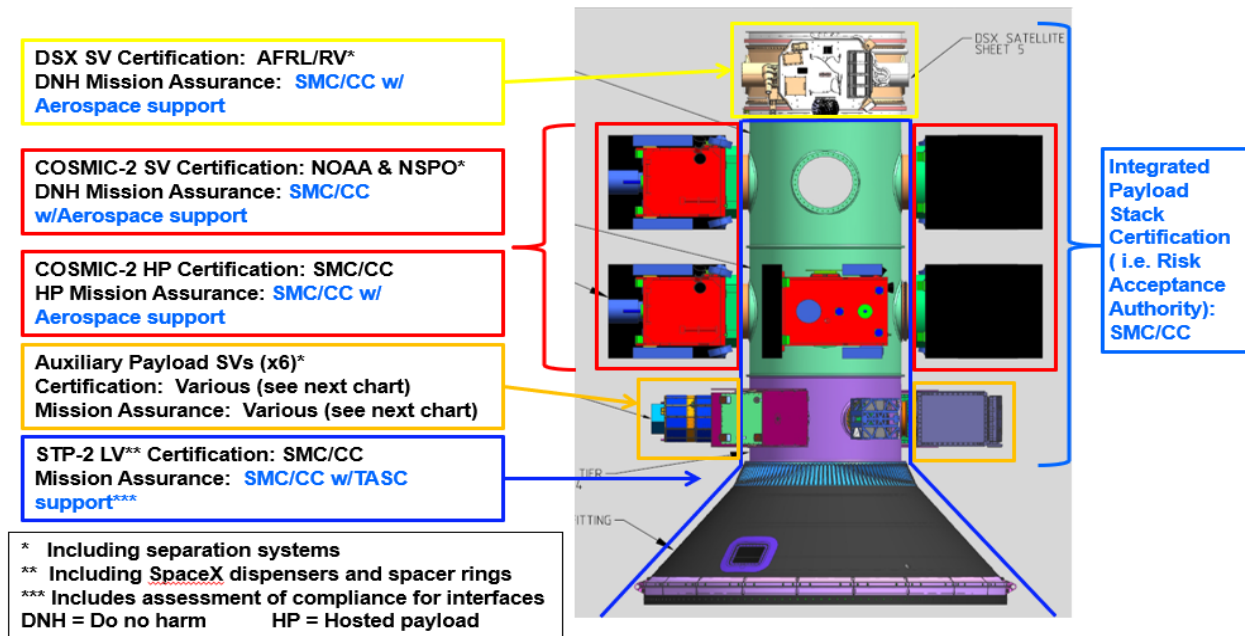 DSX SV Certification: AFRL/RV*
DNH Mission Assurance: SMC/CC w/
Aerospace support
COSMIC-2 SV Certification: NOAA & NSPO*
DNH Mission Assurance: SMC/CC
w/Aerospace support
COSMIC-2 HP Certification: SMC/CC
HP Mission Assurance: SMC/CC w/
Aerospace support
Auxiliary Payload SVs (x6)*
Certification: Various (see next chart)
Mission Assurance: Various (see next chart)
STP-2 LV** Certification: SMC/CC
Mission Assurance: SMC/CC w/TASC
support***
* Including separation systems
** Including SpaceX dispensers and spacer rings
*** Includes assessment of compliance for interfaces
DNH = Do no harm HP = Hosted payload
DSX SATELLITE
SHEET 5
TIER
4
FITTING
Integrated
Payload
Stack
Certification
( i.e. Risk
Acceptance
Authority):
SMC/CC